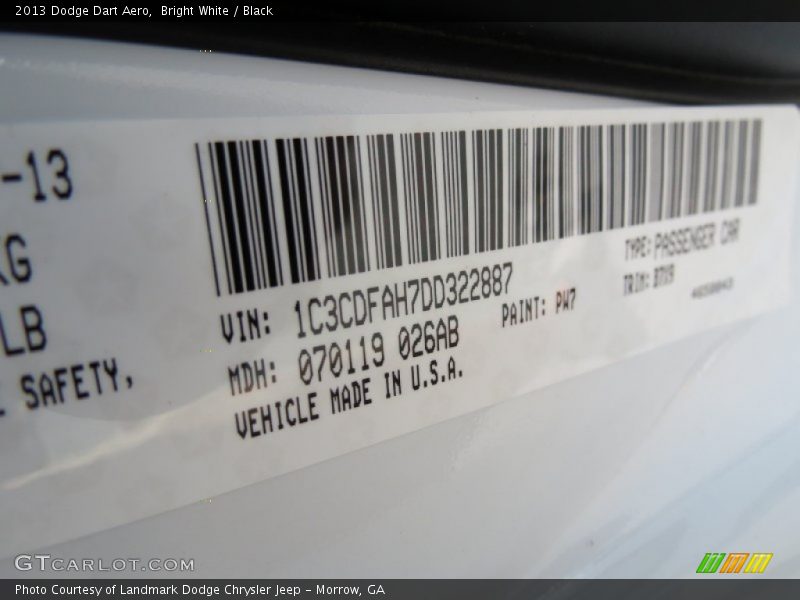 2013 Dodge Dart Aero, Bright White / Black
-13
KG
LB
SAFETY,
VIN: 1C3CDFAH7DD322887
MDH: 070119 026AB
PAINT: PW7
VEHICLE MADE IN U.S.A.
TYPE: PASSENGER CAR
TRIM:
GTCARLOT.COM
Photo Courtesy of Landmark Dodge Chrysler Jeep – Morrow, GA